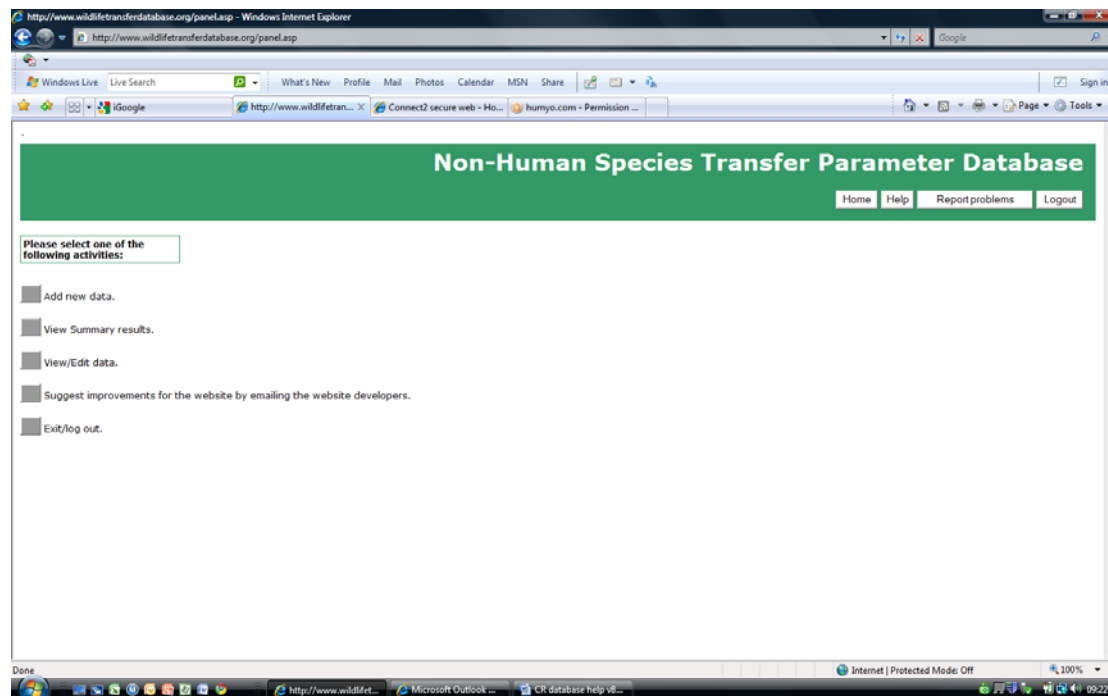 http://www.wildlifetransferdatabase.org/panel.asp - Windows Internet Explorer
http://www.wildlifetransferdatabase.org/panel.asp
Google
Windows Live Live Search What's New Profile Mail Photos Calendar MSN Share Sign in
iGoogle http://www.wildlifetran... Connect2 secure web - Ho... humyo.com - Permission ... Page Tools
Non-Human Species Transfer Parameter Database
Home Help Report problems Logout
Please select one of the
following activities:
Add new data.
View Summary results.
View/Edit data.
Suggest improvements for the website by emailing the website developers.
Exit/log out.
Done Internet | Protected Mode: Off 100%
http://www.wildlifet... Microsoft Outlook ... CR database help v8... 09:22